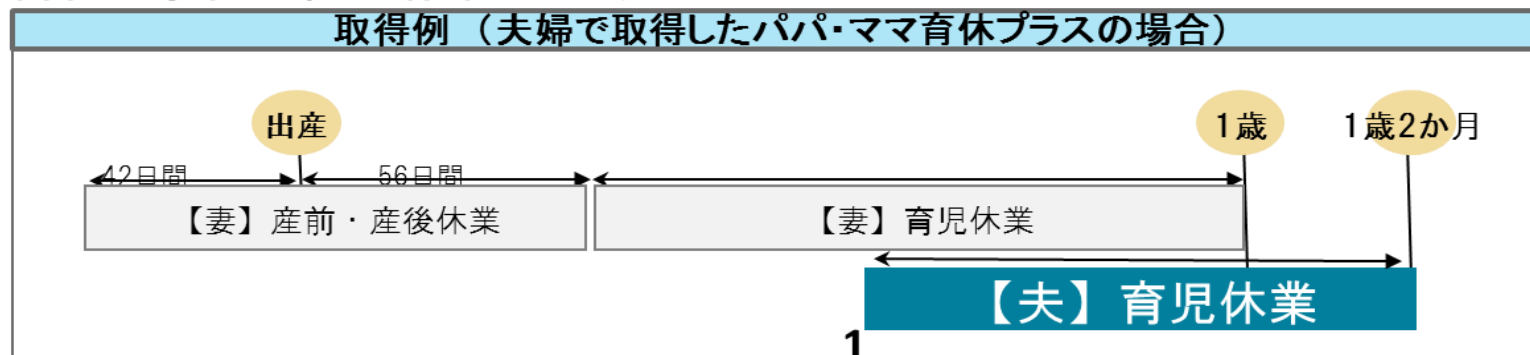 取得例 （夫婦で取得したパパ・ママ育休プラスの場合）
出産
1歳
1歳2か月
42日間
56日間
【妻】産前・産後休業
【妻】育児休業
【夫】育児休業
1